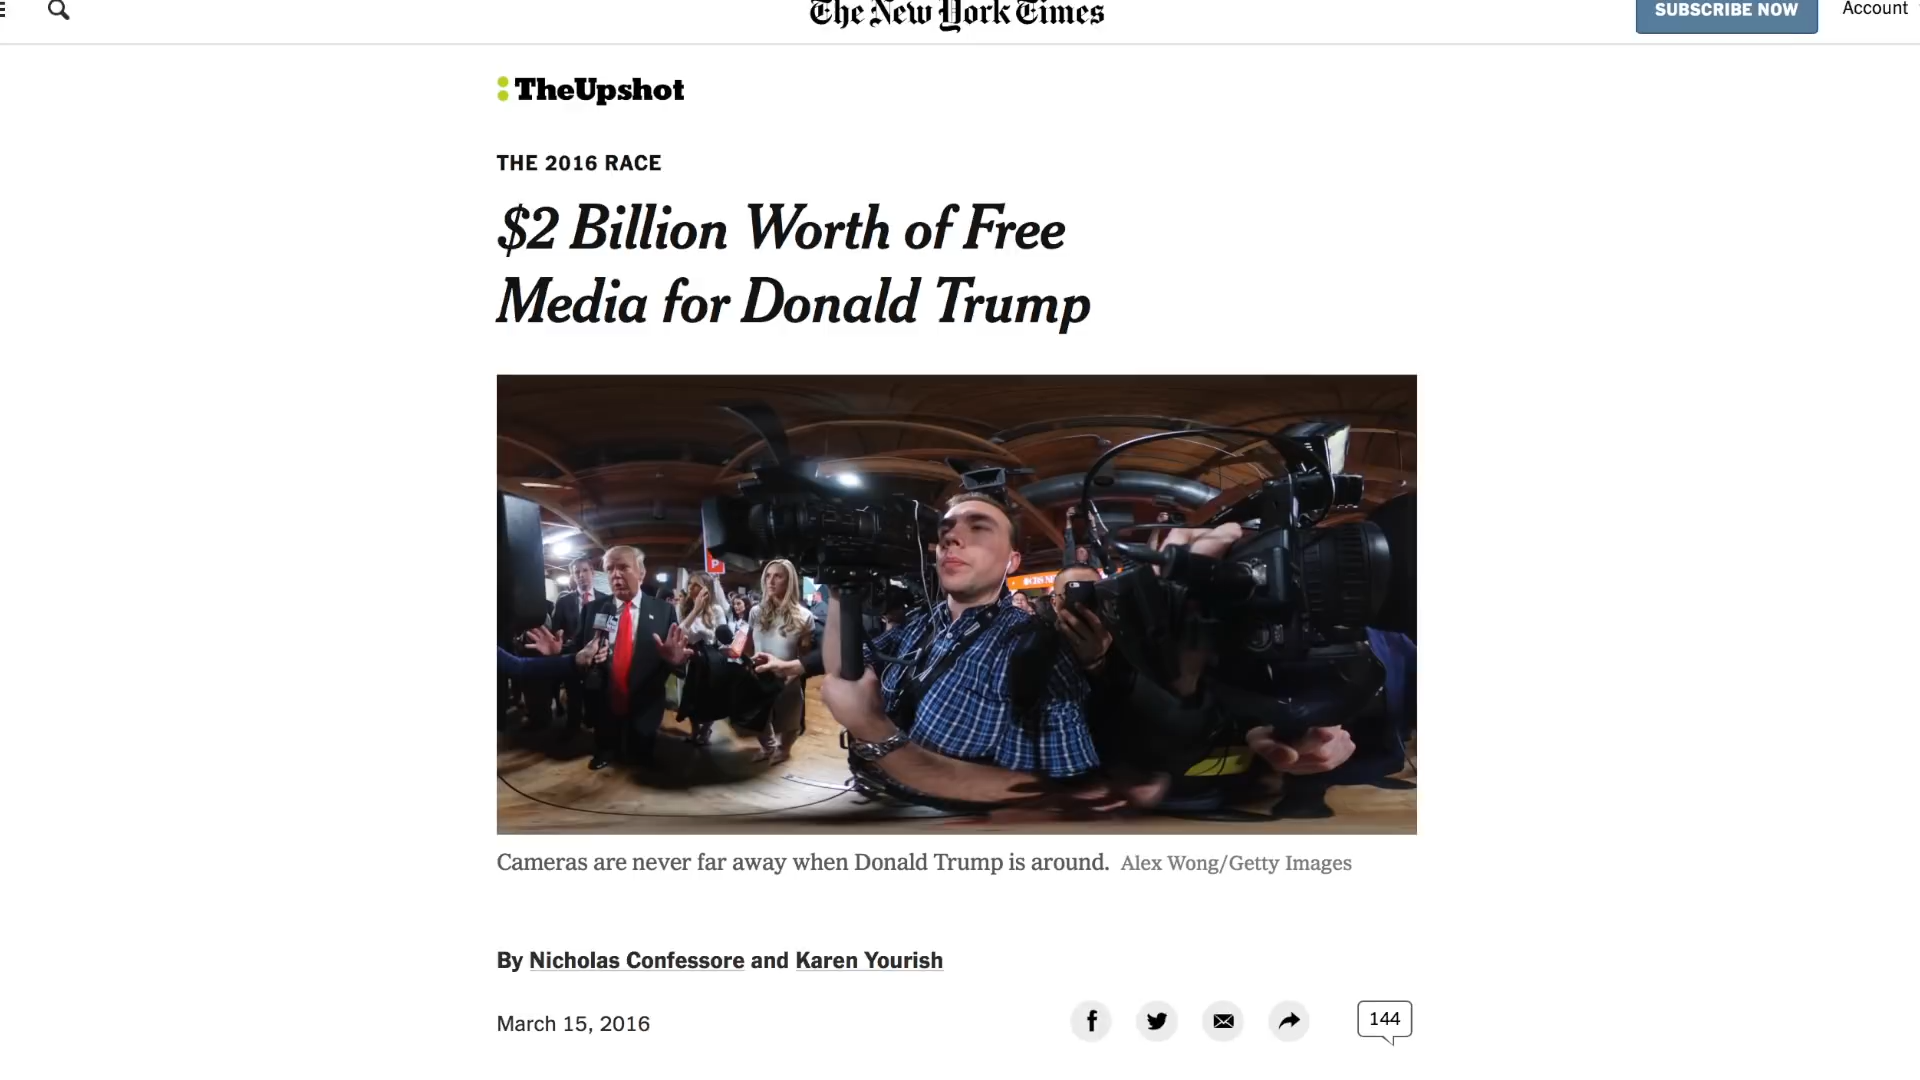 The New York Times
SUBSCRIBE NOW
Account
TheUpshot
THE 2016 RACE
$2 Billion Worth of Free
Media for Donald Trump
P
CBS NE
Cameras are never far away when Donald Trump is around. Alex Wong/Getty Images
By Nicholas Confessore and Karen Yourish
March 15, 2016
144